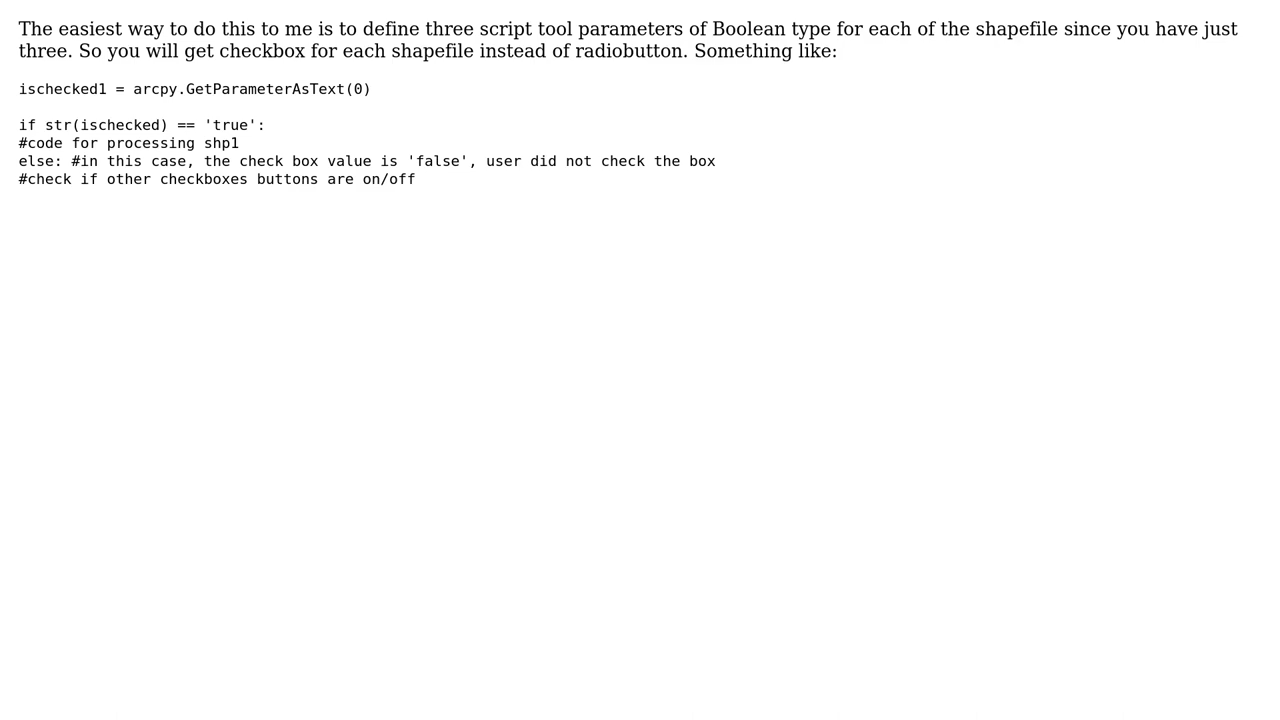 The easiest way to do this to me is to define three script tool parameters of Boolean type for each of the shapefile since you have just
three. So you will get checkbox for each shapefile instead of radiobutton. Something like:
ischecked1 = arcpy.GetParameterAsText(0)
if str(ischecked) == 'true':
#code for processing shp1
else: #in this case, the check box value is 'false', user did not check the box
#check if other checkboxes buttons are on/off